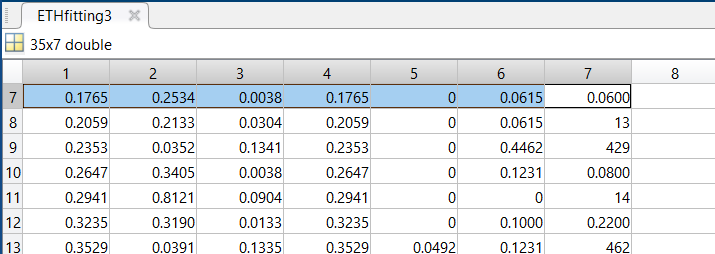 ETHfitting3
35x7 double
1 2 3 4 5 6 7 8
7 0.1765 0.2534 0.0038 0.1765 0 0.0615 0.0600
8 0.2059 0.2133 0.0304 0.2059 0 0.0615 13
9 0.2353 0.0352 0.1341 0.2353 0 0.4462 429
10 0.2647 0.3405 0.0038 0.2647 0 0.1231 0.0800
11 0.2941 0.8121 0.0904 0.2941 0 0 14
12 0.3235 0.3190 0.0133 0.3235 0 0.1000 0.2200
13 0.3529 0.0391 0.1335 0.3529 0.0492 0.1231 462